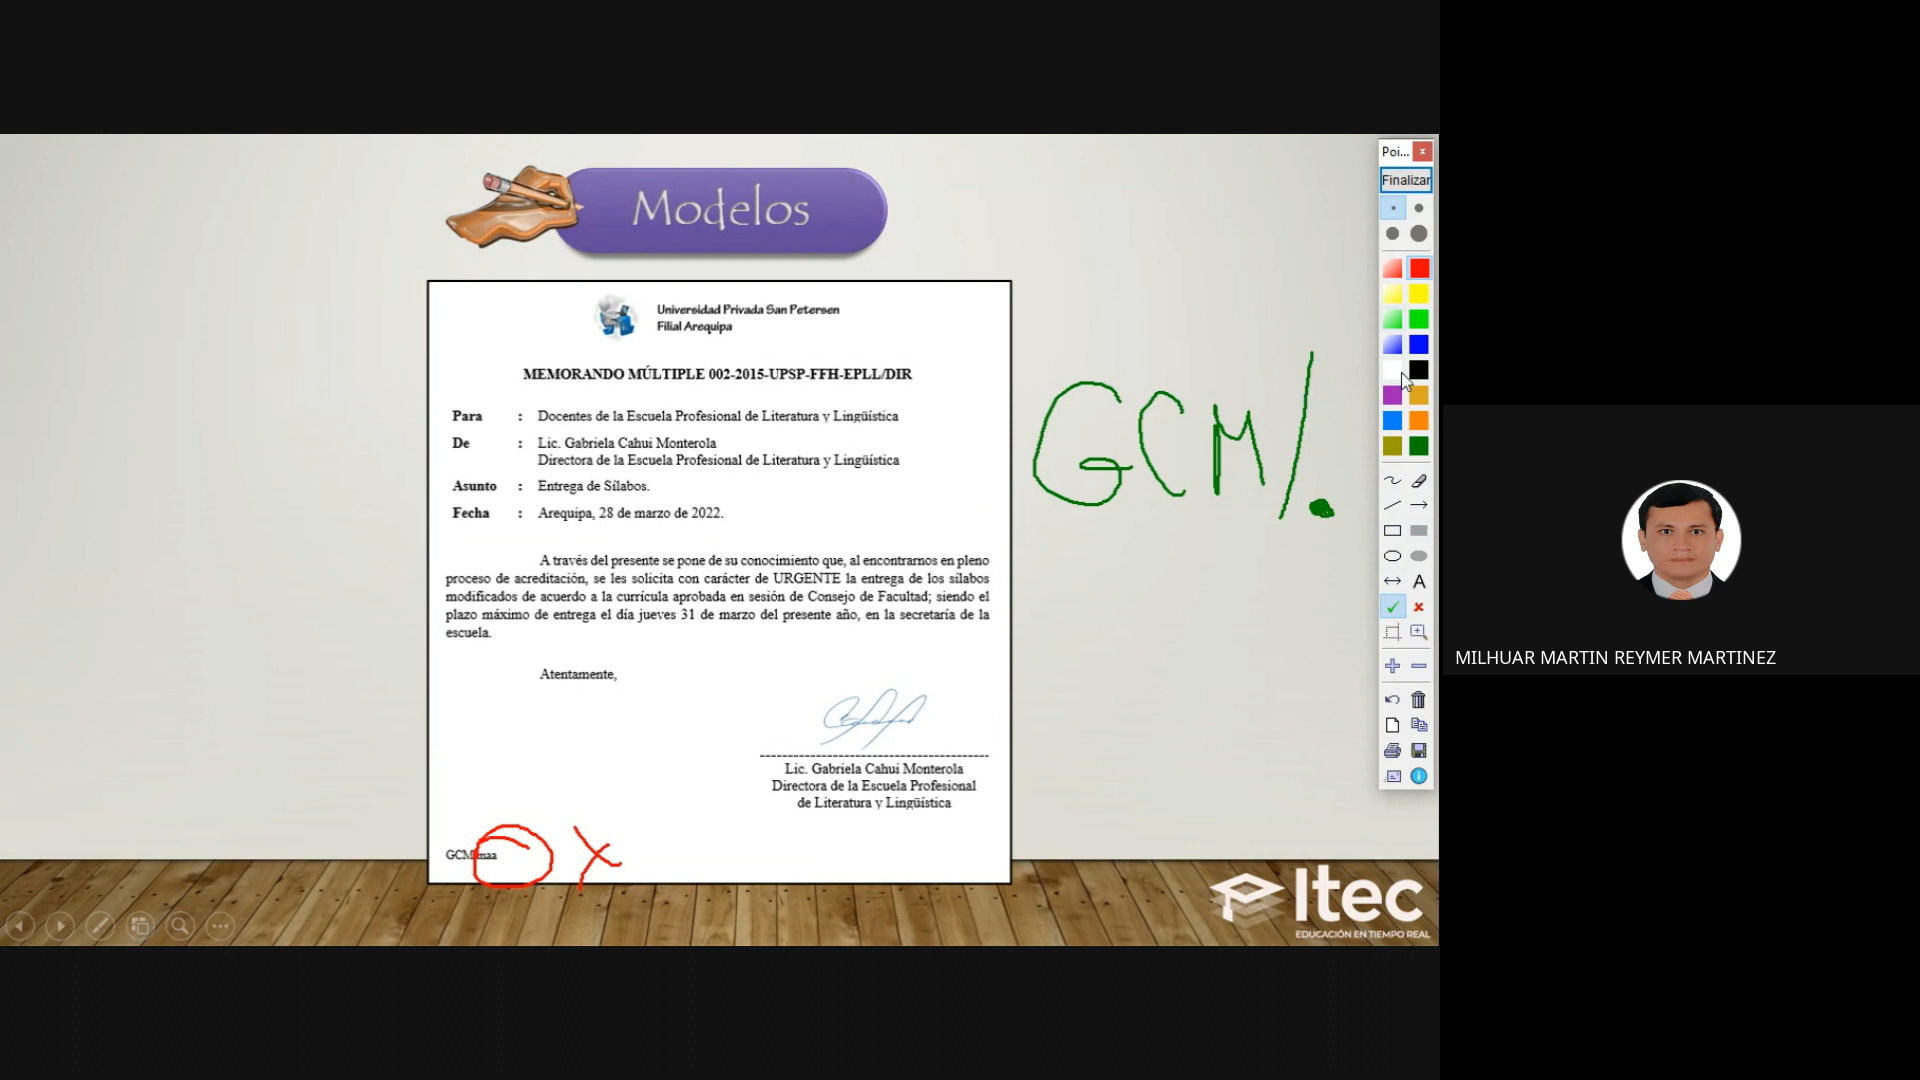 Modelos
Universidad Privada San Petersen
Filial Arequipa
MEMORANDO MÚLTIPLE 002-2015-UPSP-FFH-EPLL/DIR
Para : Docentes de la Escuela Profesional de Literatura y Lingüística
De : Lic. Gabriela Cahui Monterola
Directora de la Escuela Profesional de Literatura y Lingüística
Asunto : Entrega de Sílabos.
Fecha : Arequipa, 28 de marzo de 2022.
A través del presente se pone de su conocimiento que, al encontrarnos en pleno
proceso de acreditación, se les solicita con carácter de URGENTE la entrega de los sílabos
modificados de acuerdo a la currícula aprobada en sesión de Consejo de Facultad; siendo el
plazo máximo de entrega el día jueves 31 de marzo del presente año, en la secretaría de la
escuela.
Atentamente,
Lic. Gabriela Cahui Monterola
Directora de la Escuela Profesional
de Literatura y Lingüística
GCM/maa
GCM/.
Itec
EDUCACIÓN EN TIEMPO REAL
Poi...
Finalizar
A
MILHUAR MARTIN REYMER MARTINEZ